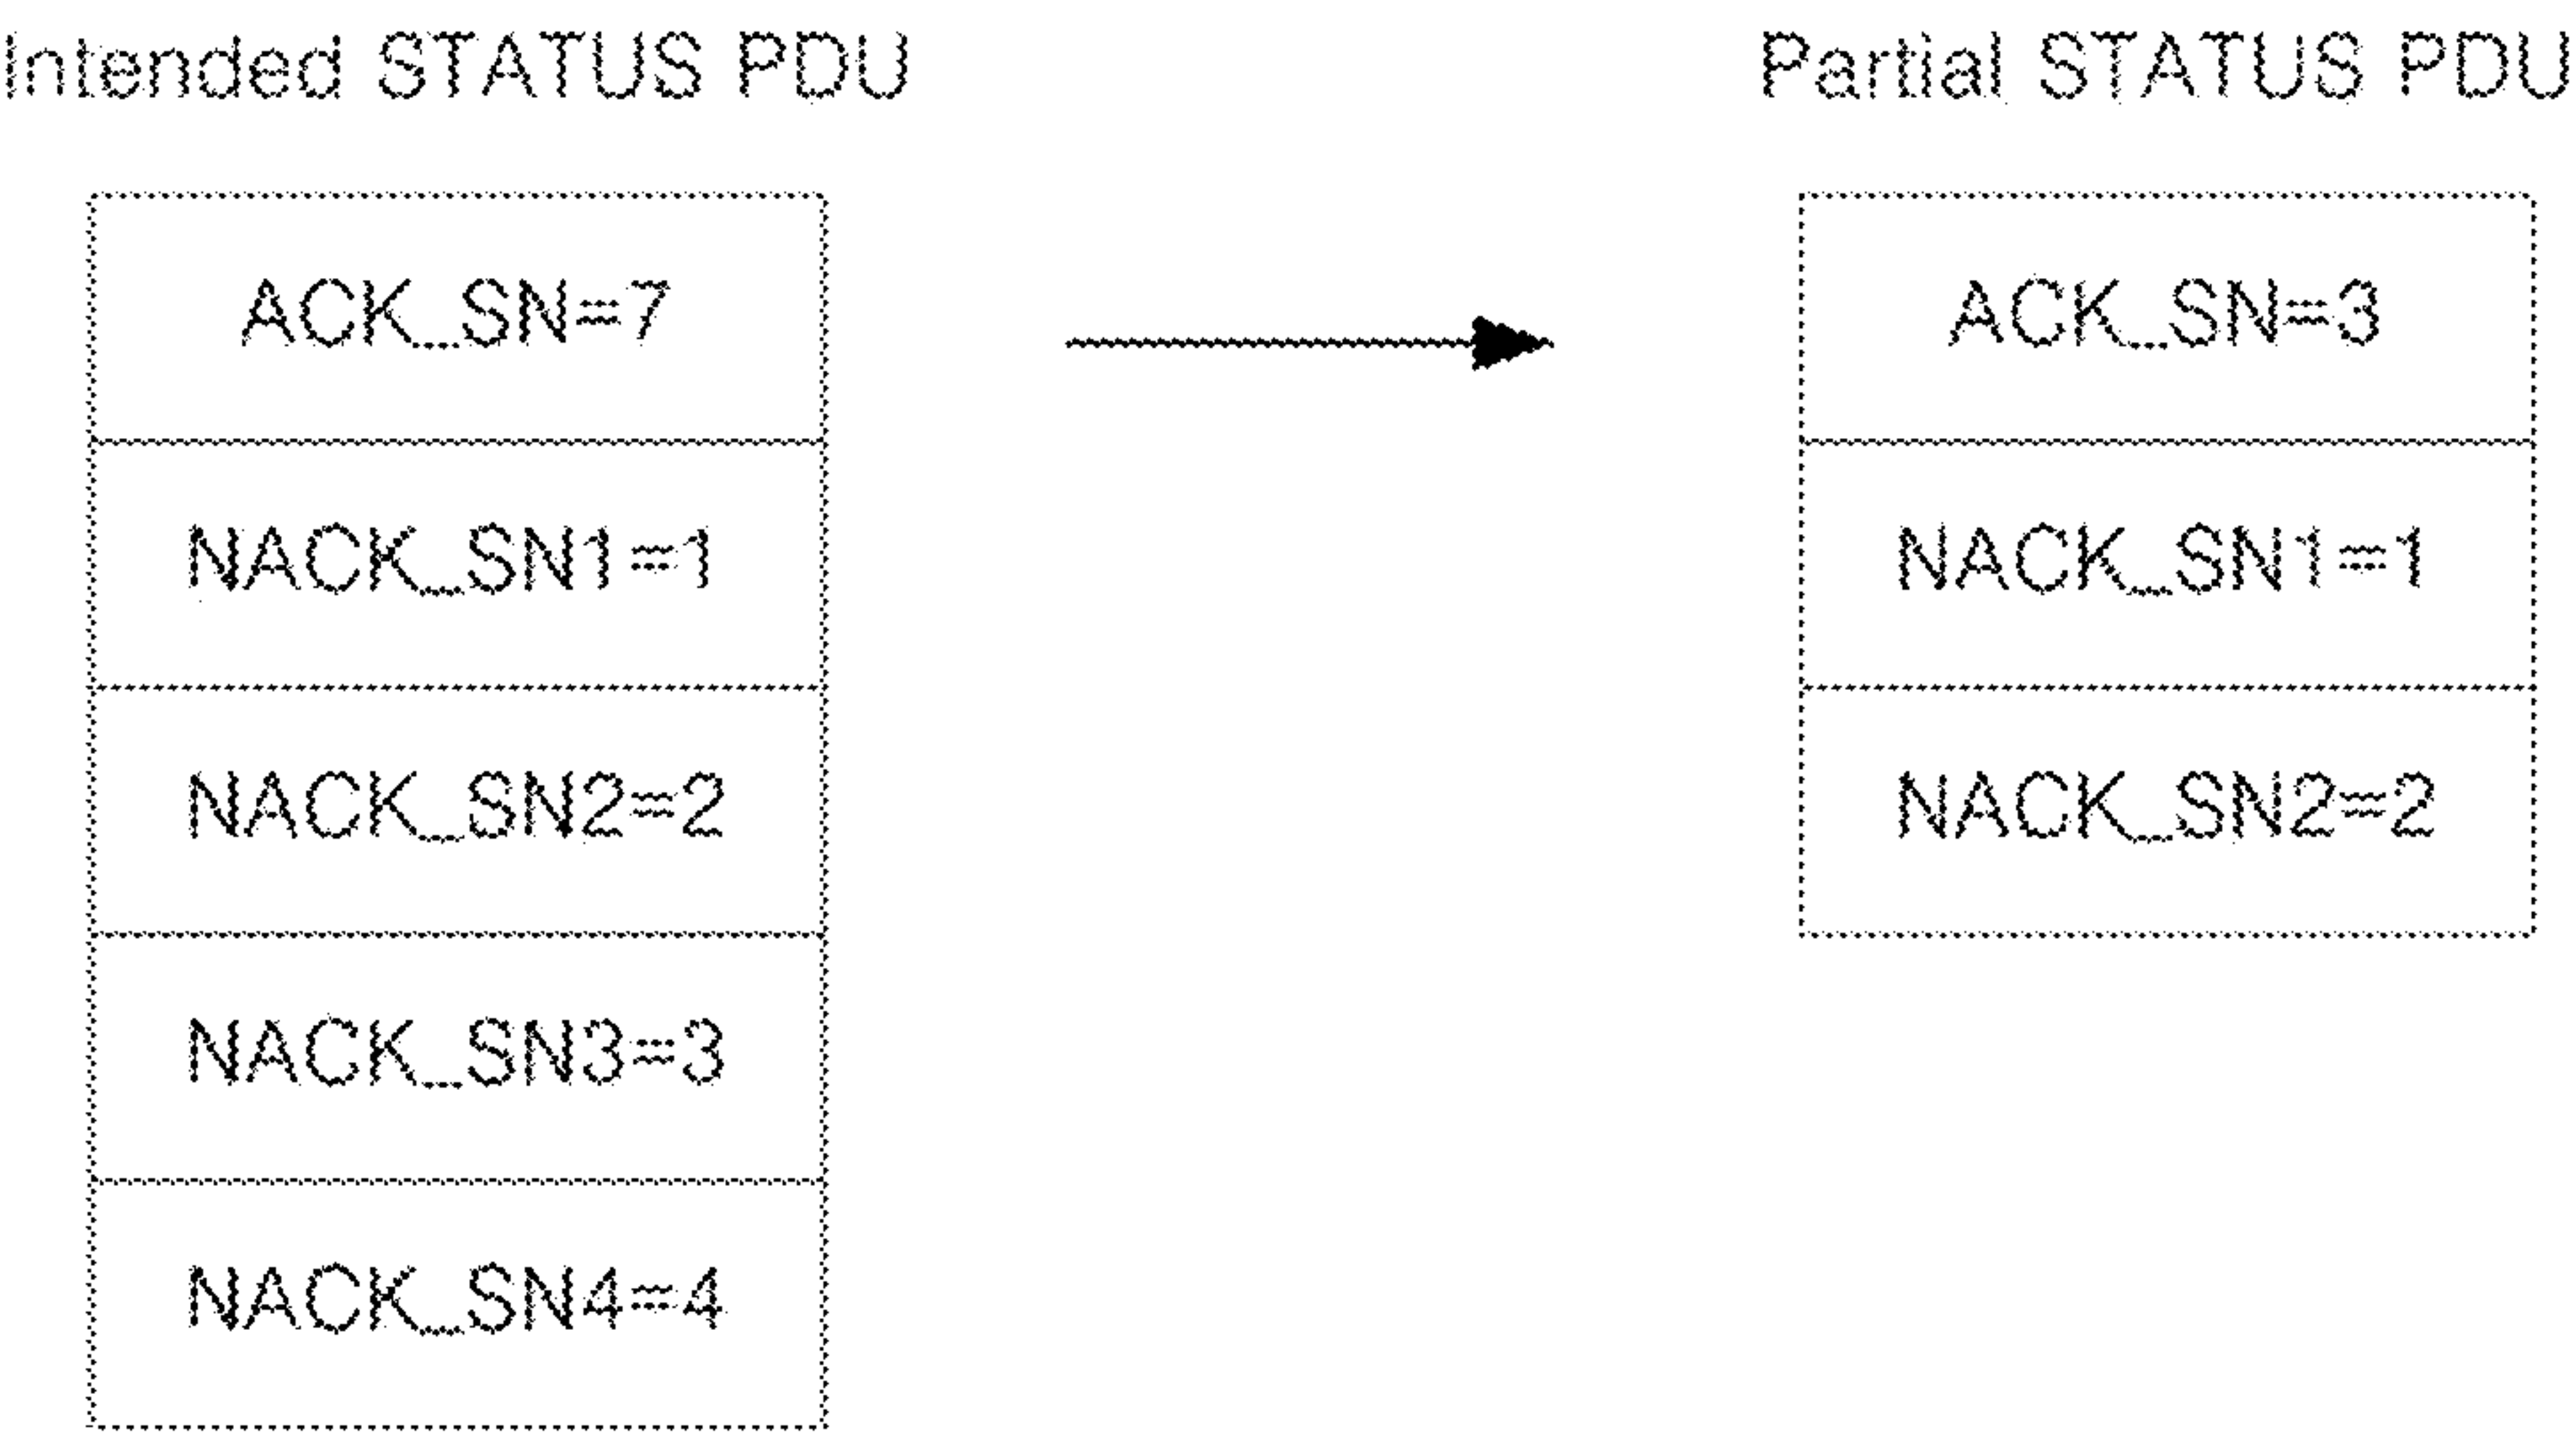 Intended STATUS PDU
ACK_SN=7
NACK_SN1=1
NACK_SN2=2
NACK_SN3=3
NACK_SN4=4
Partial STATUS PDU
ACK_SN=3
NACK_SN1=1
NACK_SN2=2